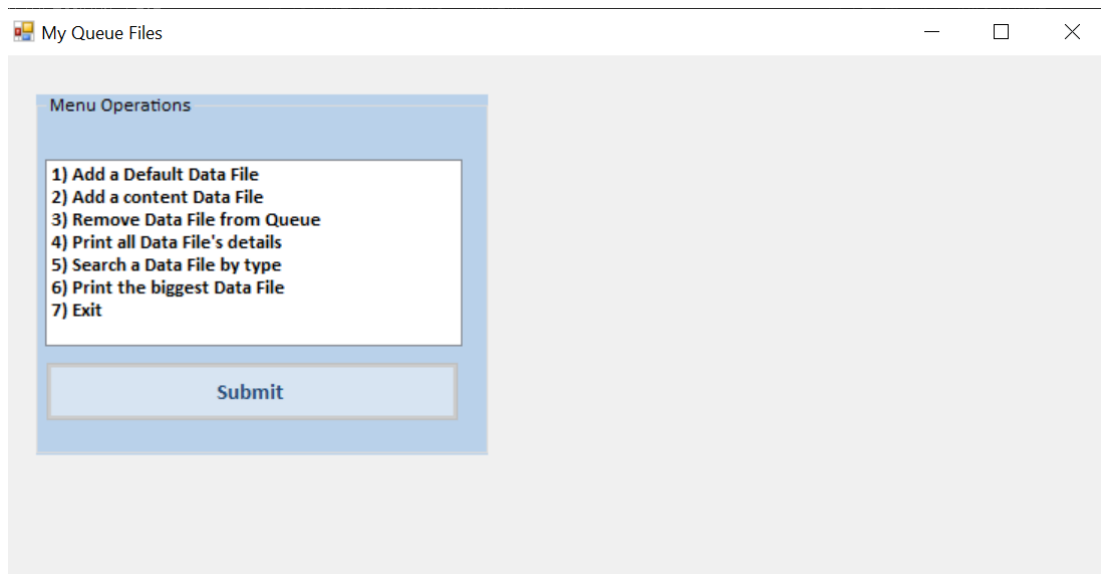 My Queue Files
Menu Operations
1) Add a Default Data File
2) Add a content Data File
3) Remove Data File from Queue
4) Print all Data File's details
5) Search a Data File by type
6) Print the biggest Data File
7) Exit
Submit